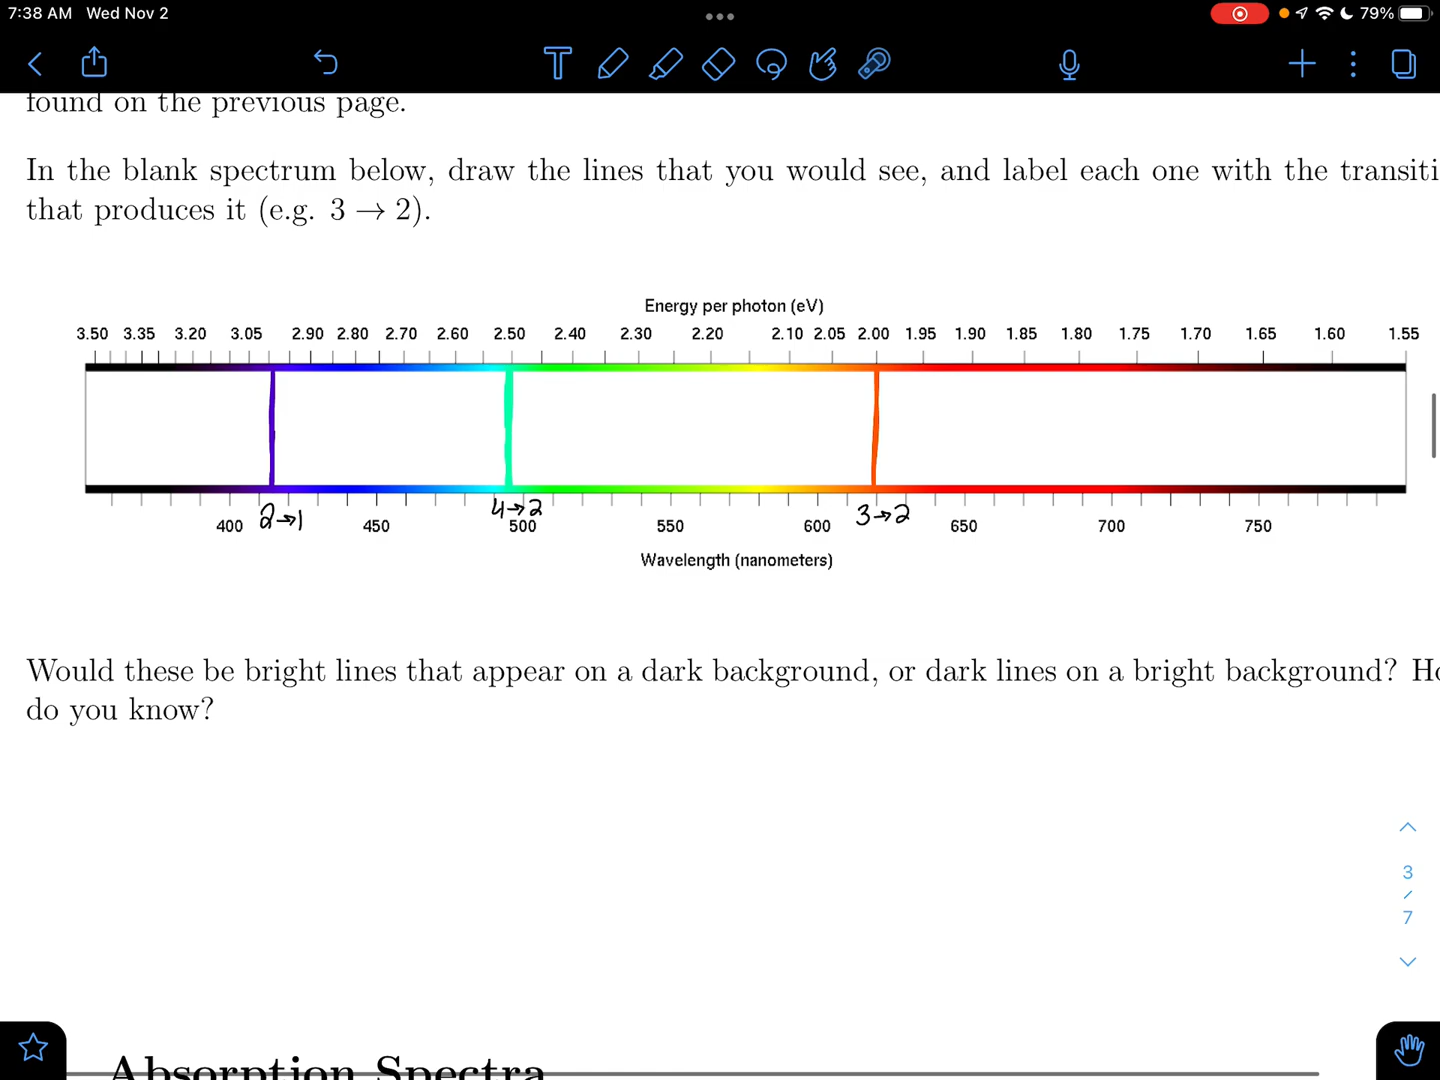 7:38 AM Wed Nov 2
79%
found on the previous page.
In the blank spectrum below, draw the lines that you would see, and label each one with the transiti
that produces it (e.g. 3 → 2).
Energy per photon (eV)
3.50 3.35 3.20 3.05 2.90 2.80 2.70 2.60 2.50 2.40 2.30 2.20 2.10 2.05 2.00 1.95 1.90 1.85 1.80 1.75 1.70 1.65 1.60 1.55
2→1 4→2 3→2
400 450 500 550 600 650 700 750
Wavelength (nanometers)
Would these be bright lines that appear on a dark background, or dark lines on a bright background? Ho
do you know?
3
/
7
Absorption Spectra